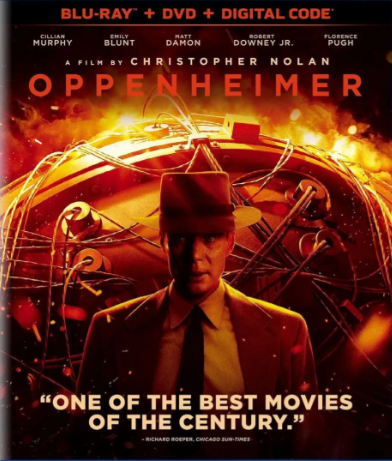 BLU-RAY™ + DVD + DIGITAL CODE*
CILLIAN MURPHY EMILY BLUNT MATT DAMON ROBERT DOWNEY JR. FLORENCE PUGH
A FILM BY CHRISTOPHER NOLAN
OPPENHEIMER
“ONE OF THE BEST MOVIES
OF THE CENTURY.”
– RICHARD ROEPER, CHICAGO SUN-TIMES